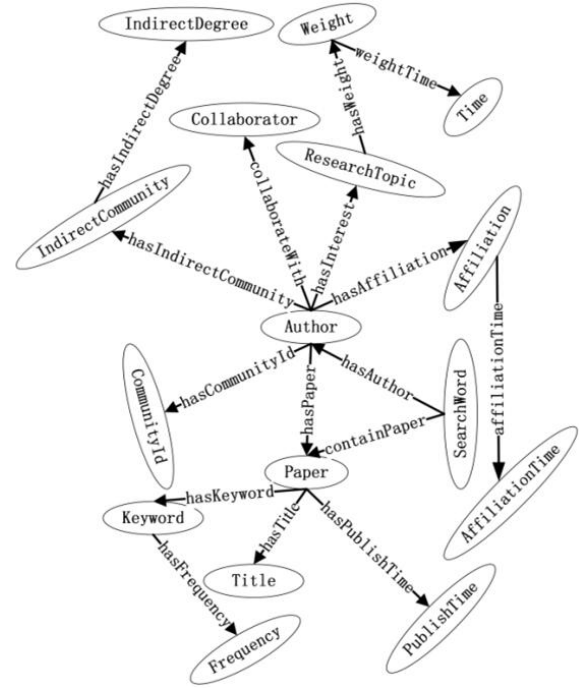 IndirectDegree
Weight
weightTime
Time
hasIndirectDegree
hasWeight
Collaborator
ResearchTopic
IndirectCommunity
collaborateWith
hasInterest
Affiliation
hasIndirectCommunity
hasAffiliation
Author
affiliationTime
hasCommunityId
hasAuthor
CommunityId
hasPaper
SearchWord
containPaper
Paper
AffiliationTime
hasKeyword
Keyword
hasTitle
hasPublishTime
hasFrequency
Title
PublishTime
Frequency